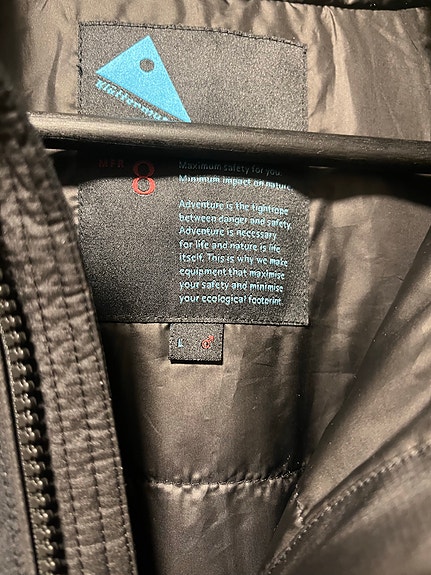 Klättermusen
MFR
8
Maximum safety for you.
Minimum impact on nature
Adventure is the tightrope
between danger and safety.
Adventure is necessary
for life and nature is life
itself. This is why we make
equipment that maximise
your safety and minimise
your ecological footprint.
L